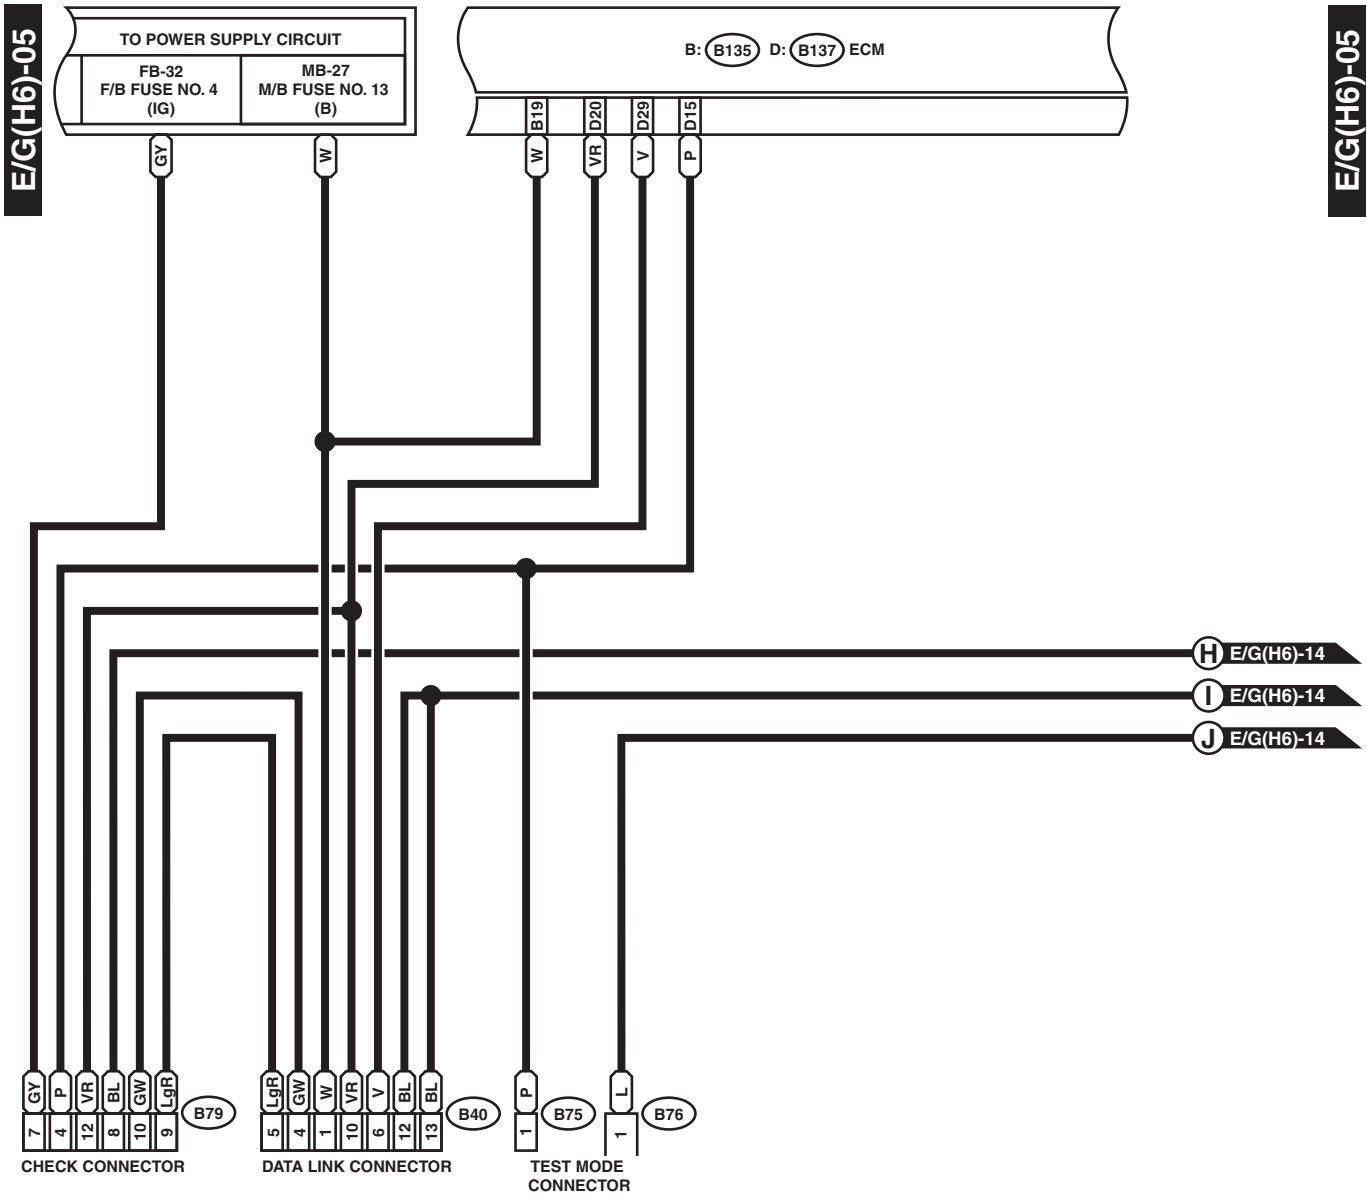 E/G(H6)-05
E/G(H6)-05
TO POWER SUPPLY CIRCUIT
FB-32
F/B FUSE NO. 4
(IG)
MB-27
M/B FUSE NO. 13
(B)
B: B135 D: B137 ECM
B19 D20 D29 D15
GY W W VR V P
H E/G(H6)-14
I E/G(H6)-14
J E/G(H6)-14
GY P VR BL GW LgR
7 4 12 8 10 9
B79
CHECK CONNECTOR
LgR GW W VR V BL BL
5 4 1 10 6 12 13
B40
DATA LINK CONNECTOR
P
1
B75
L
1
B76
TEST MODE
CONNECTOR